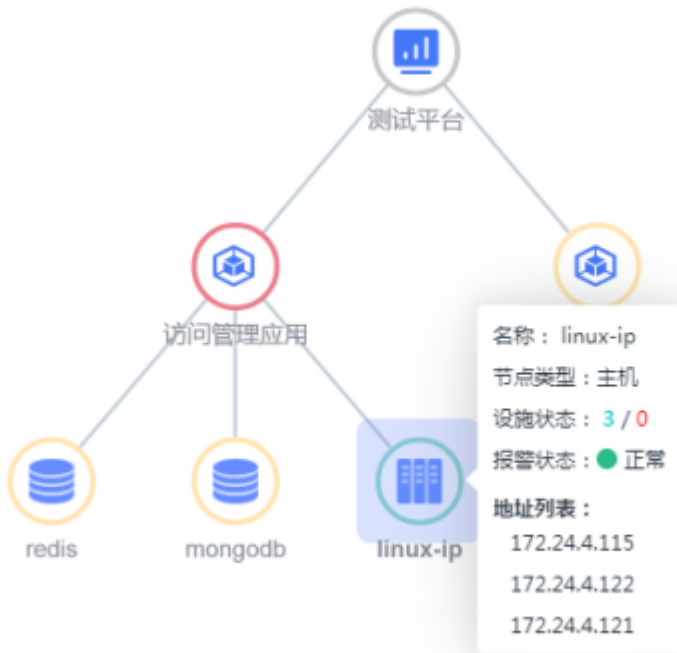 测试平台
访问管理应用
redis
mongodb
linux-ip
名称： linux-ip
节点类型：主机
设施状态： 3 / 0
报警状态： 正常
地址列表：
172.24.4.115
172.24.4.122
172.24.4.121